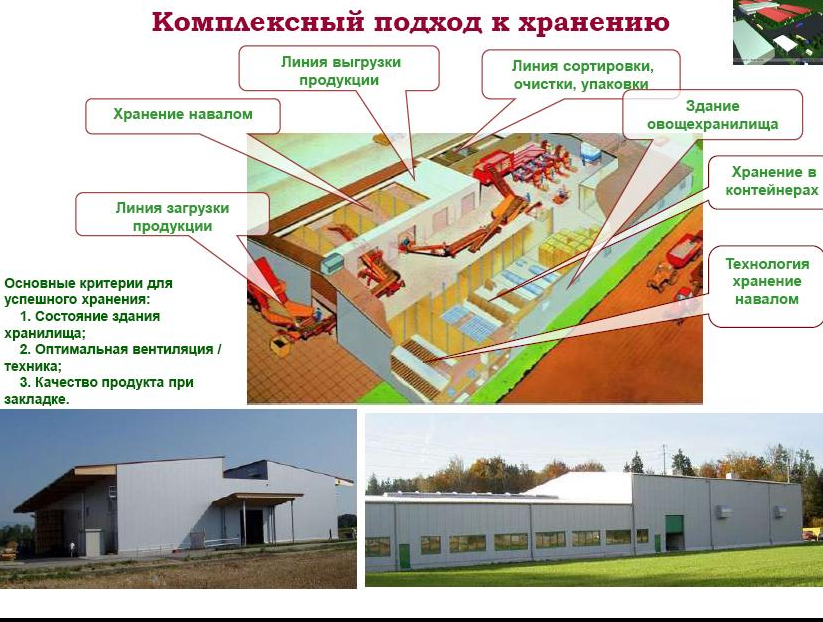 Комплексный подход к хранению
Линия выгрузки
продукции
Линия сортировки,
очистки, упаковки
Хранение навалом
Здание
овощехранилища
Хранение в
контейнерах
Линия загрузки
продукции
Технология
хранение
навалом
Основные критерии для
успешного хранения:
1. Состояние здания
хранилища;
2. Оптимальная вентиляция /
техника;
3. Качество продукта при
закладке.